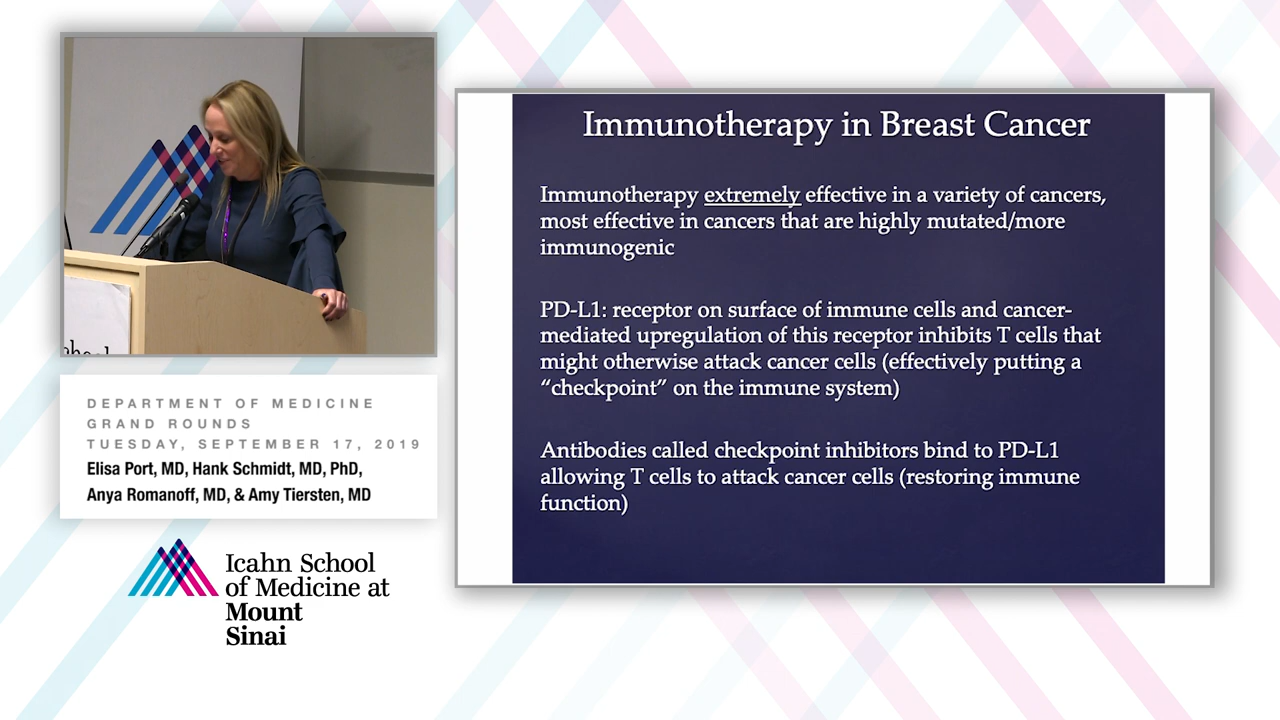 DEPARTMENT OF MEDICINE
GRAND ROUNDS
TUESDAY, SEPTEMBER 17, 2019
Elisa Port, MD, Hank Schmidt, MD, PhD,
Anya Romanoff, MD, & Amy Tiersten, MD
Icahn School
of Medicine at
Mount
Sinai
Immunotherapy in Breast Cancer
Immunotherapy extremely effective in a variety of cancers,
most effective in cancers that are highly mutated/more
immunogenic
PD-L1: receptor on surface of immune cells and cancer-
mediated upregulation of this receptor inhibits T cells that
might otherwise attack cancer cells (effectively putting a
“checkpoint” on the immune system)
Antibodies called checkpoint inhibitors bind to PD-L1
allowing T cells to attack cancer cells (restoring immune
function)